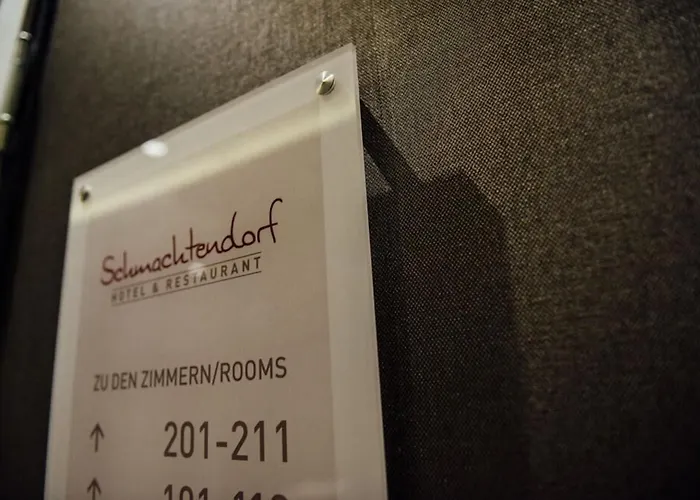 Schmachtendorf
HOTEL & RESTAURANT
ZU DEN ZIMMERN/ROOMS
↑ 201-211
↑